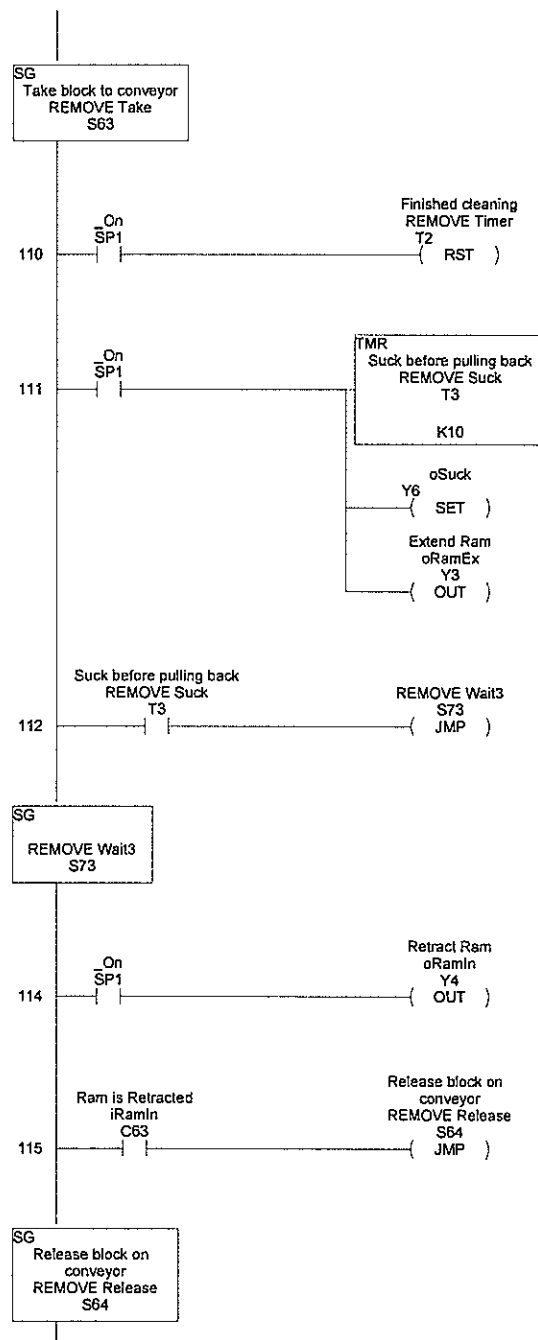 SG
Take block to conveyor
REMOVE Take
S63
110
_On
SP1
Finished cleaning
REMOVE Timer
T2
( RST )
111
_On
SP1
TMR
Suck before pulling back
REMOVE Suck
T3
K10
oSuck
Y6
( SET )
Extend Ram
oRamEx
Y3
( OUT )
112
Suck before pulling back
REMOVE Suck
T3
REMOVE Wait3
S73
( JMP )
SG
REMOVE Wait3
S73
114
_On
SP1
Retract Ram
oRamIn
Y4
( OUT )
115
Ram is Retracted
iRamIn
C63
Release block on
conveyor
REMOVE Release
S64
( JMP )
SG
Release block on
conveyor
REMOVE Release
S64